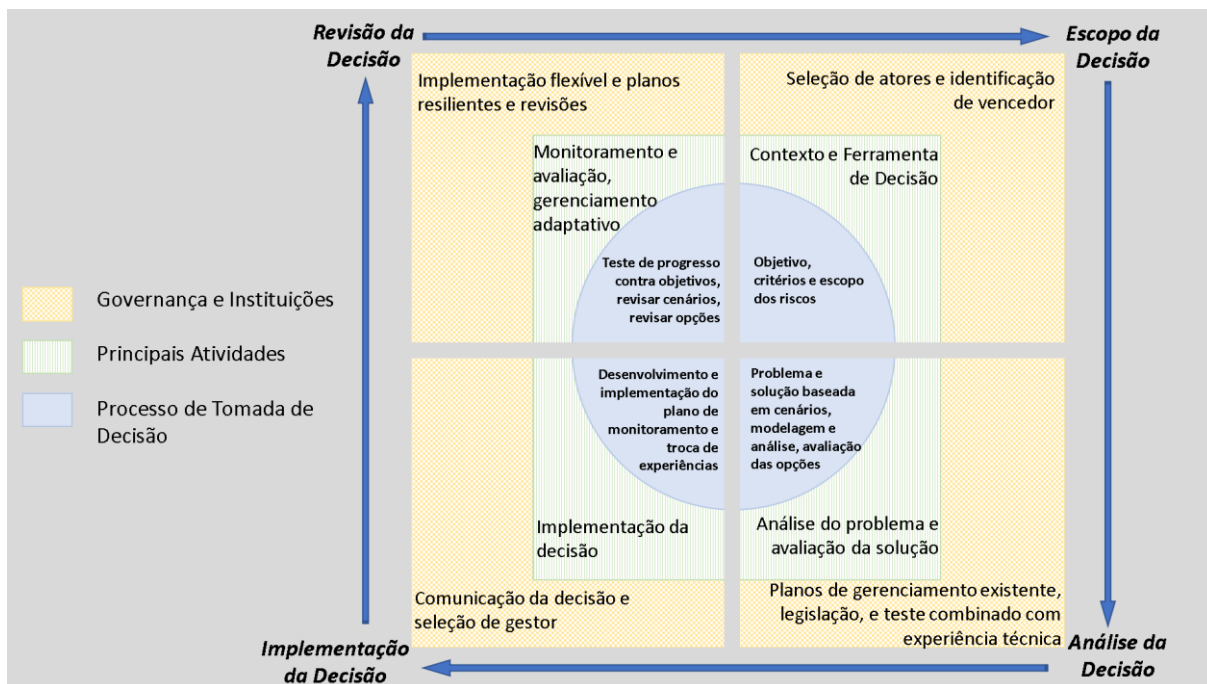 Revisão da
Decisão
Escopo da
Decisão
Implementação flexível e planos
resilientes e revisões
Seleção de atores e identificação
de vencedor
Monitoramento e
avaliação,
gerenciamento
adaptativo
Contexto e Ferramenta
de Decisão
Teste de progresso
contra objetivos,
revisar cenários,
revisar opções
Objetivo,
critérios e escopo
dos riscos
Governança e Instituições
Principais Atividades
Processo de Tomada de
Decisão
Desenvolvimento e
implementação do
plano de
monitoramento e
troca de
experiências
Problema e
solução baseada
em cenários,
modelagem e
análise, avaliação
das opções
Implementação da
decisão
Análise do problema e
avaliação da solução
Comunicação da decisão e
seleção de gestor
Planos de gerenciamento existente,
legislação, e teste combinado com
experiência técnica
Implementação
da Decisão
Análise da
Decisão